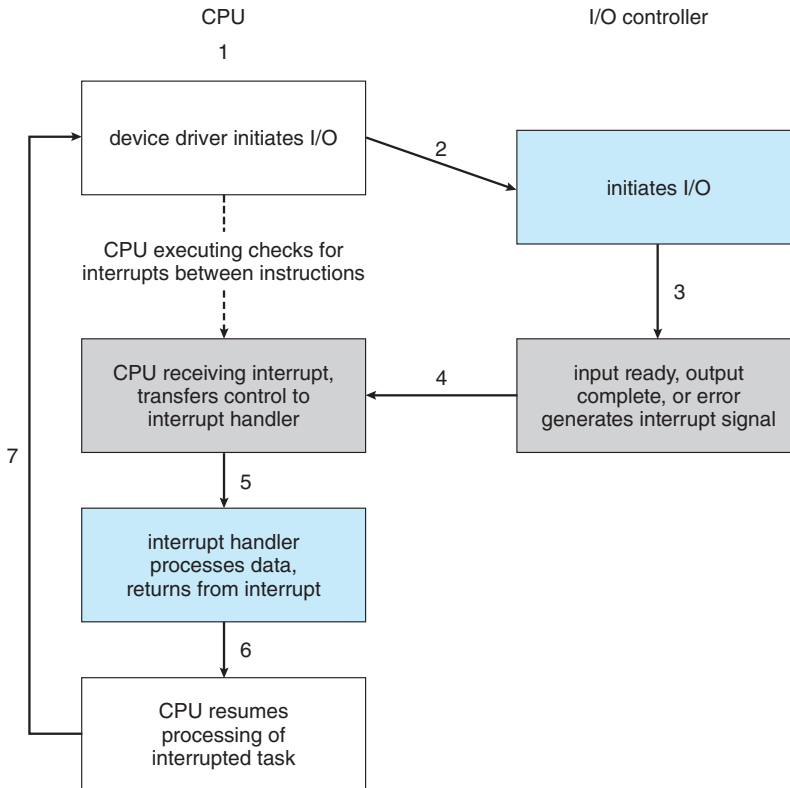 CPU
I/O controller
1
device driver initiates I/O
2
initiates I/O
CPU executing checks for
interrupts between instructions
3
CPU receiving interrupt,
transfers control to
interrupt handler
4
input ready, output
complete, or error
generates interrupt signal
7
5
interrupt handler
processes data,
returns from interrupt
6
CPU resumes
processing of
interrupted task